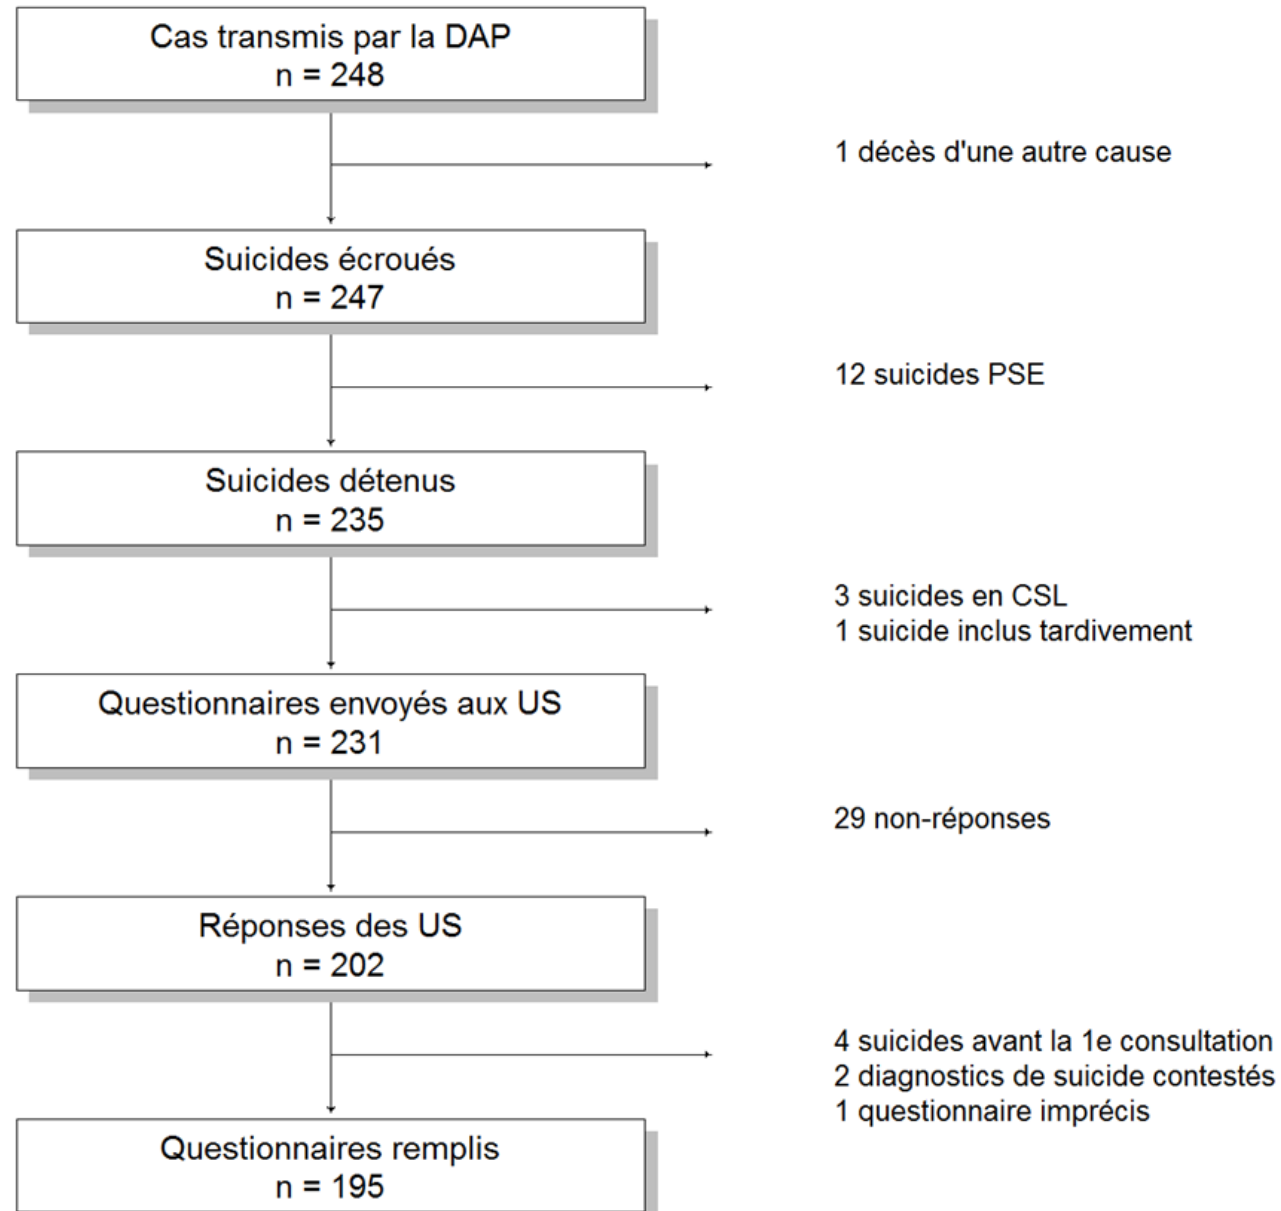 Cas transmis par la DAP
n = 248
1 décès d'une autre cause
Suicides écroués
n = 247
12 suicides PSE
Suicides détenus
n = 235
3 suicides en CSL
1 suicide inclus tardivement
Questionnaires envoyés aux US
n = 231
29 non-réponses
Réponses des US
n = 202
4 suicides avant la 1e consultation
2 diagnostics de suicide contestés
1 questionnaire imprécis
Questionnaires remplis
n = 195